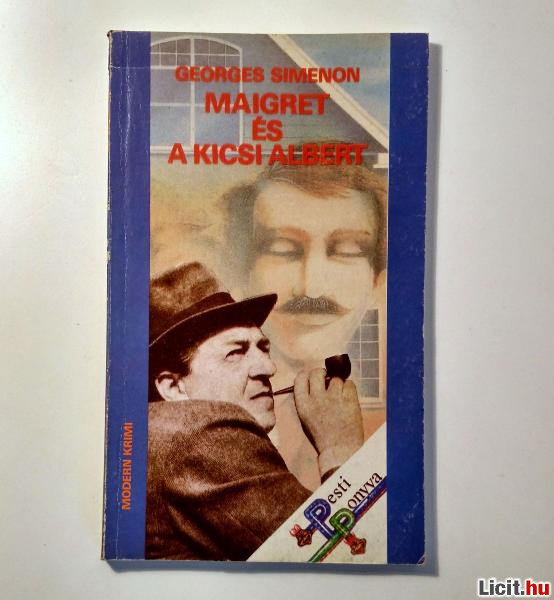 GEORGES SIMENON
MAIGRET
ÉS
A KICSI ALBERT
MODERN KRIMI
Pesti
Ponyva
Licit.hu